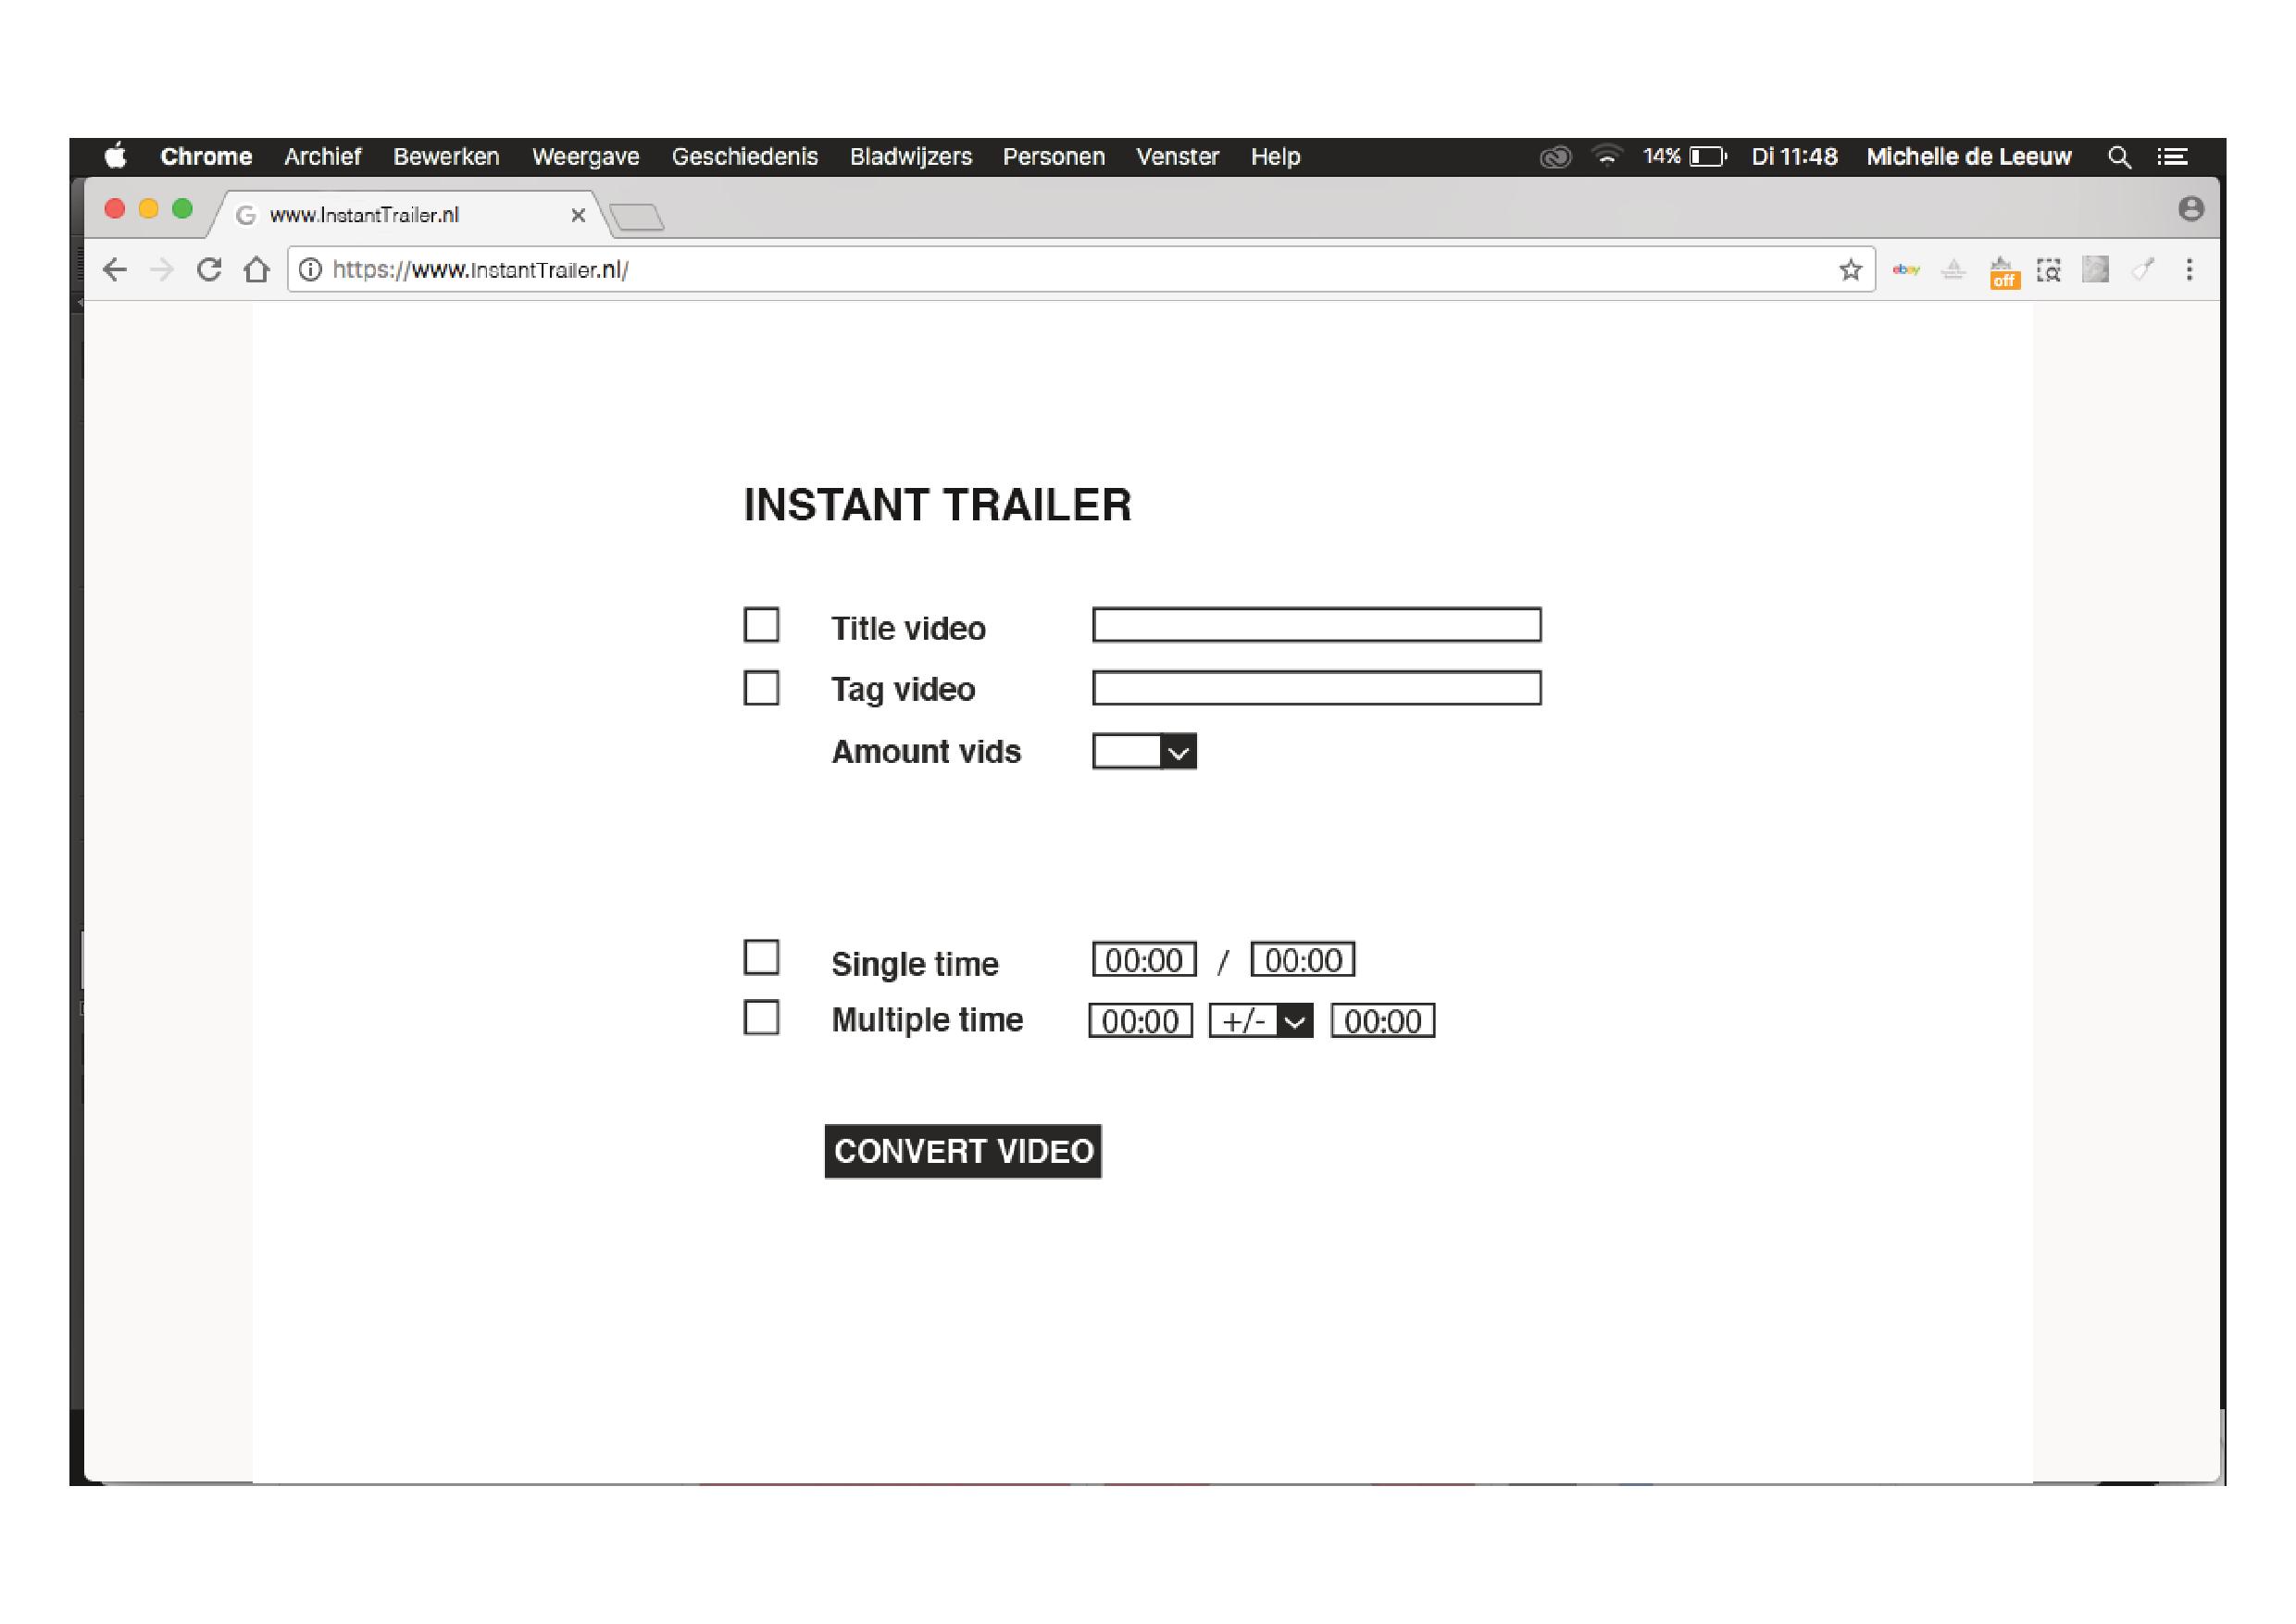 Chrome Archief Bewerken Weergave Geschiedenis Bladwijzers Personen Venster Help 14% Di 11:48 Michelle de Leeuw
www.InstantTrailer.nl
https://www.InstantTrailer.nl/ ebay off
INSTANT TRAILER
Title video
Tag video
Amount vids
Single time 00:00 / 00:00
Multiple time 00:00 +/- 00:00
CONVERT VIDEO